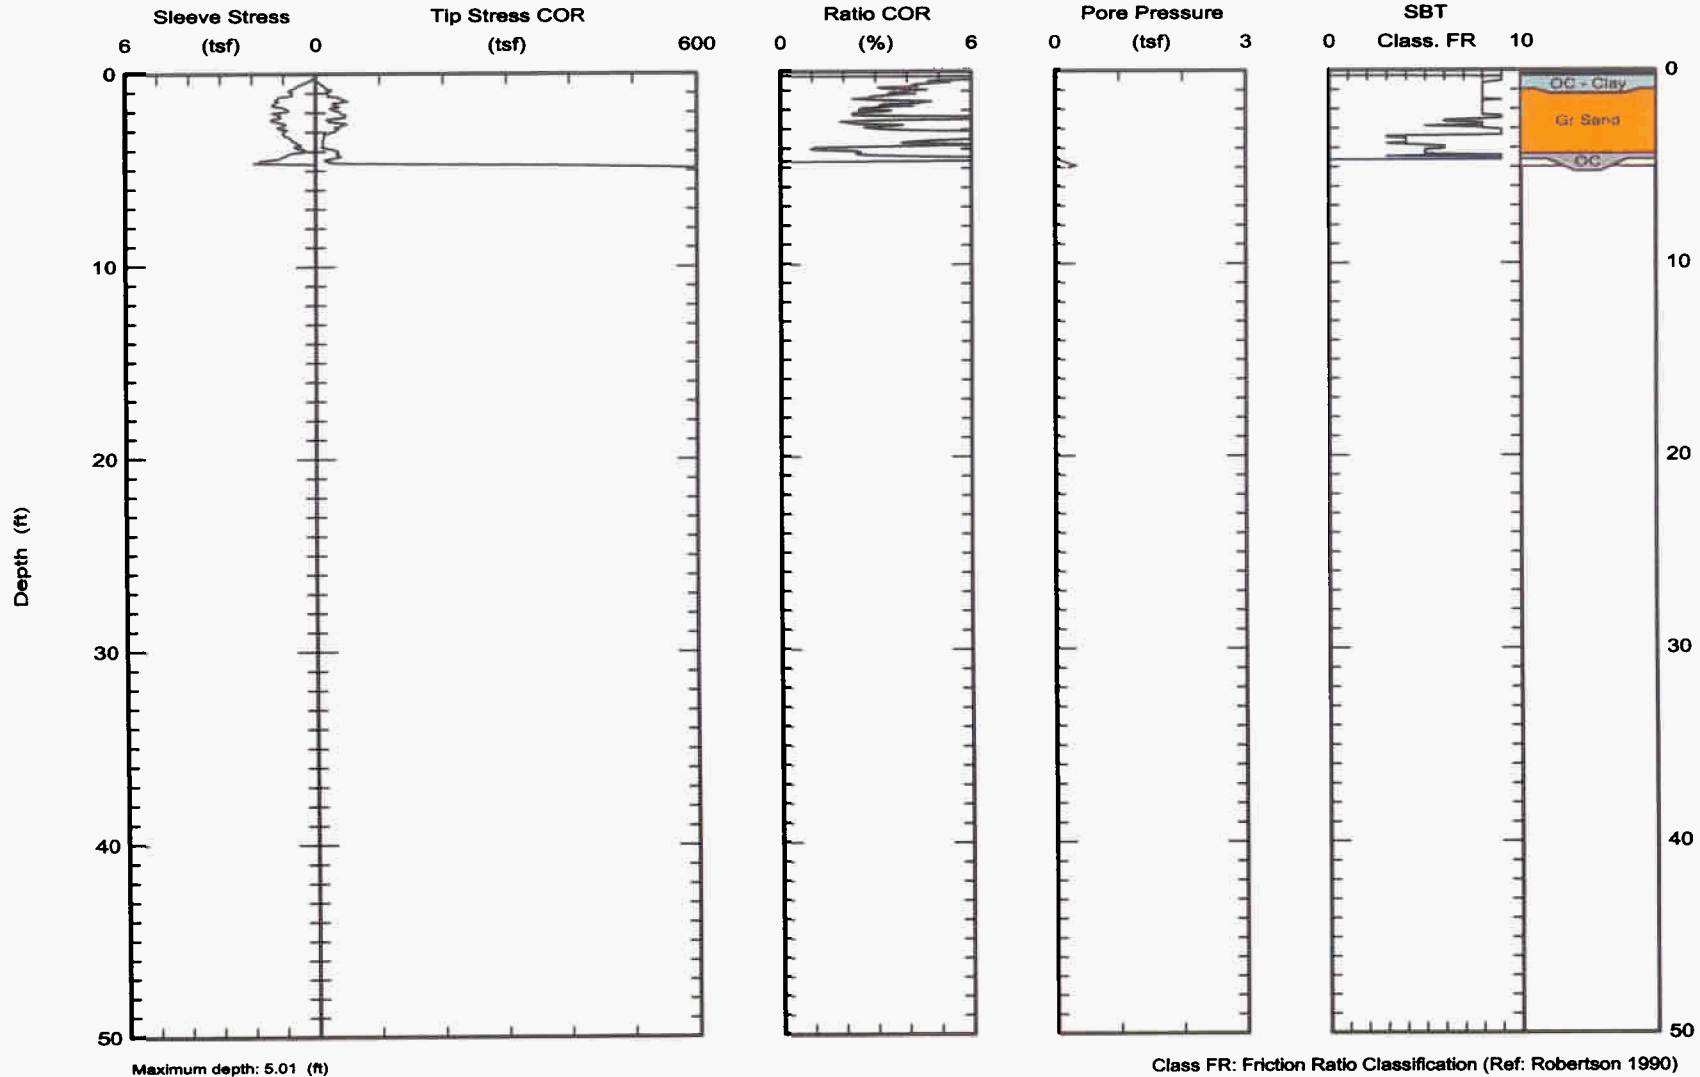 Sleeve Stress Tip Stress COR Ratio COR Pore Pressure SBT
6 (tsf) 0 (tsf) 600 0 (%) 6 0 (tsf) 3 0 Class. FR 10
0 0
OC - Clay
Gr Sand
OC
10 10
20 20
Depth (ft)
30 30
40 40
50 50
Maximum depth: 5.01 (ft)
Class FR: Friction Ratio Classification (Ref: Robertson 1990)